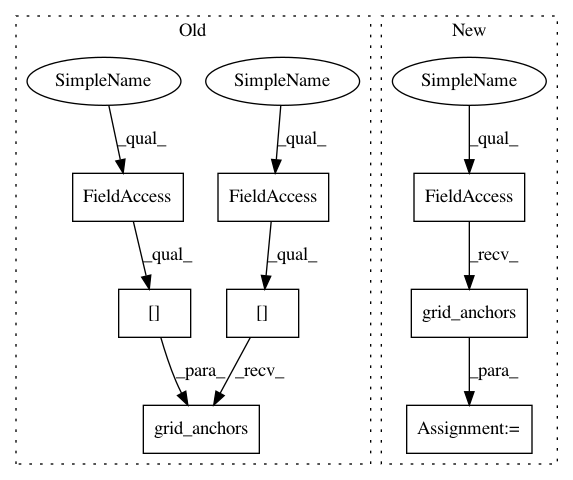 Old
New
SimpleName
SimpleName
SimpleName
_qual_
_qual_
_qual_
FieldAccess
FieldAccess
FieldAccess
_qual_
_qual_
_recv_
[]
[]
grid_anchors
_para_
_recv_
_para_
grid_anchors
Assignment:=